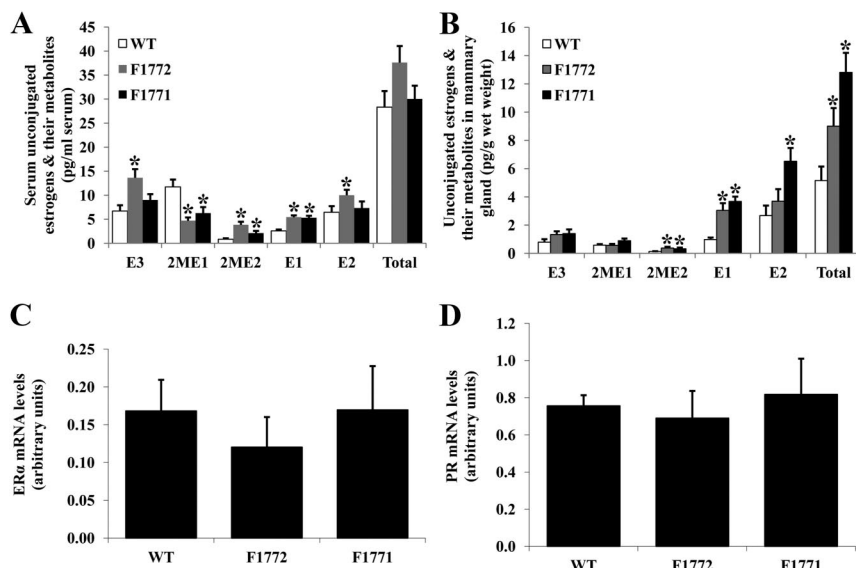 A
Serum unconjugated
estrogens & their metabolites
(pg/ml serum)
45
40
35
30
25
20
15
10
5
0
WT
F1772
F1771
*
*
*
*
*
*
*
*
E3 2ME1 2ME2 E1 E2 Total
B
Unconjugated estrogens &
their metabolites in mammary
gland (pg/g wet weight)
16
14
12
10
8
6
4
2
0
WT
F1772
F1771
*
*
*
*
*
*
*
E3 2ME1 2ME2 E1 E2 Total
C
ERα mRNA levels
(arbitrary units)
0.25
0.20
0.15
0.10
0.05
0.00
WT F1772 F1771
D
PR mRNA levels
(arbitrary units)
1.2
1.0
0.8
0.6
0.4
0.2
0.0
WT F1772 F1771